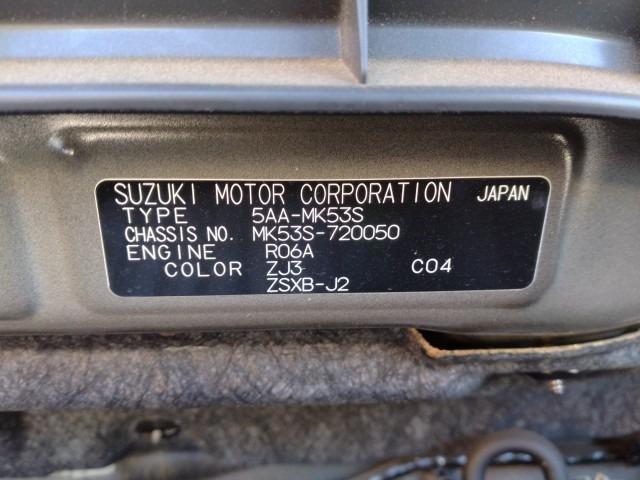 SUZUKI MOTOR CORPORATION JAPAN
TYPE 5AA-MK53S
CHASSIS NO. MK53S-720050
ENGINE R06A
COLOR ZJ3 C04
ZSXB-J2